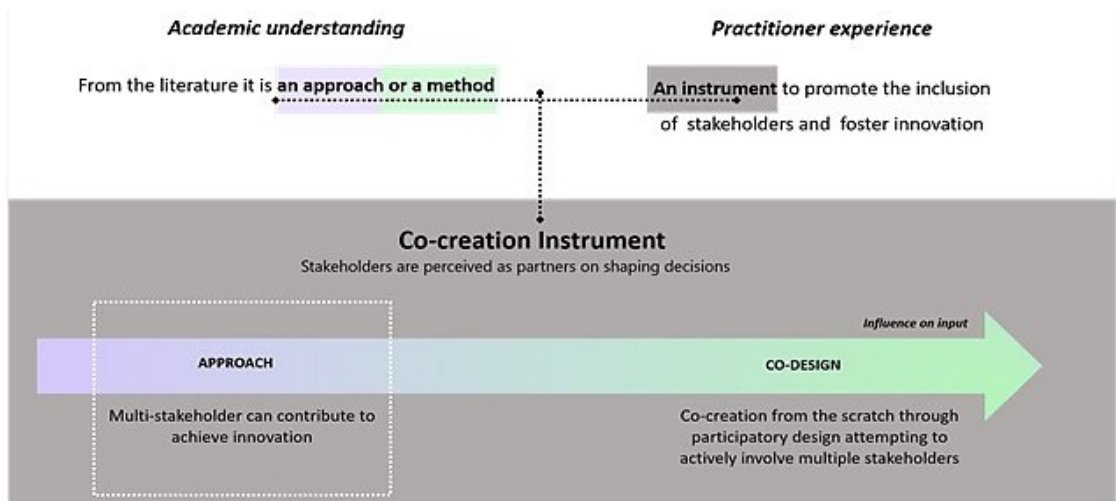 Academic understanding
Practitioner experience
From the literature it is an approach or a method
An instrument to promote the inclusion
of stakeholders and foster innovation
Co-creation Instrument
Stakeholders are perceived as partners on shaping decisions
Influence on input
APPROACH
CO-DESIGN
Multi-stakeholder can contribute to
achieve innovation
Co-creation from the scratch through
participatory design attempting to
actively involve multiple stakeholders